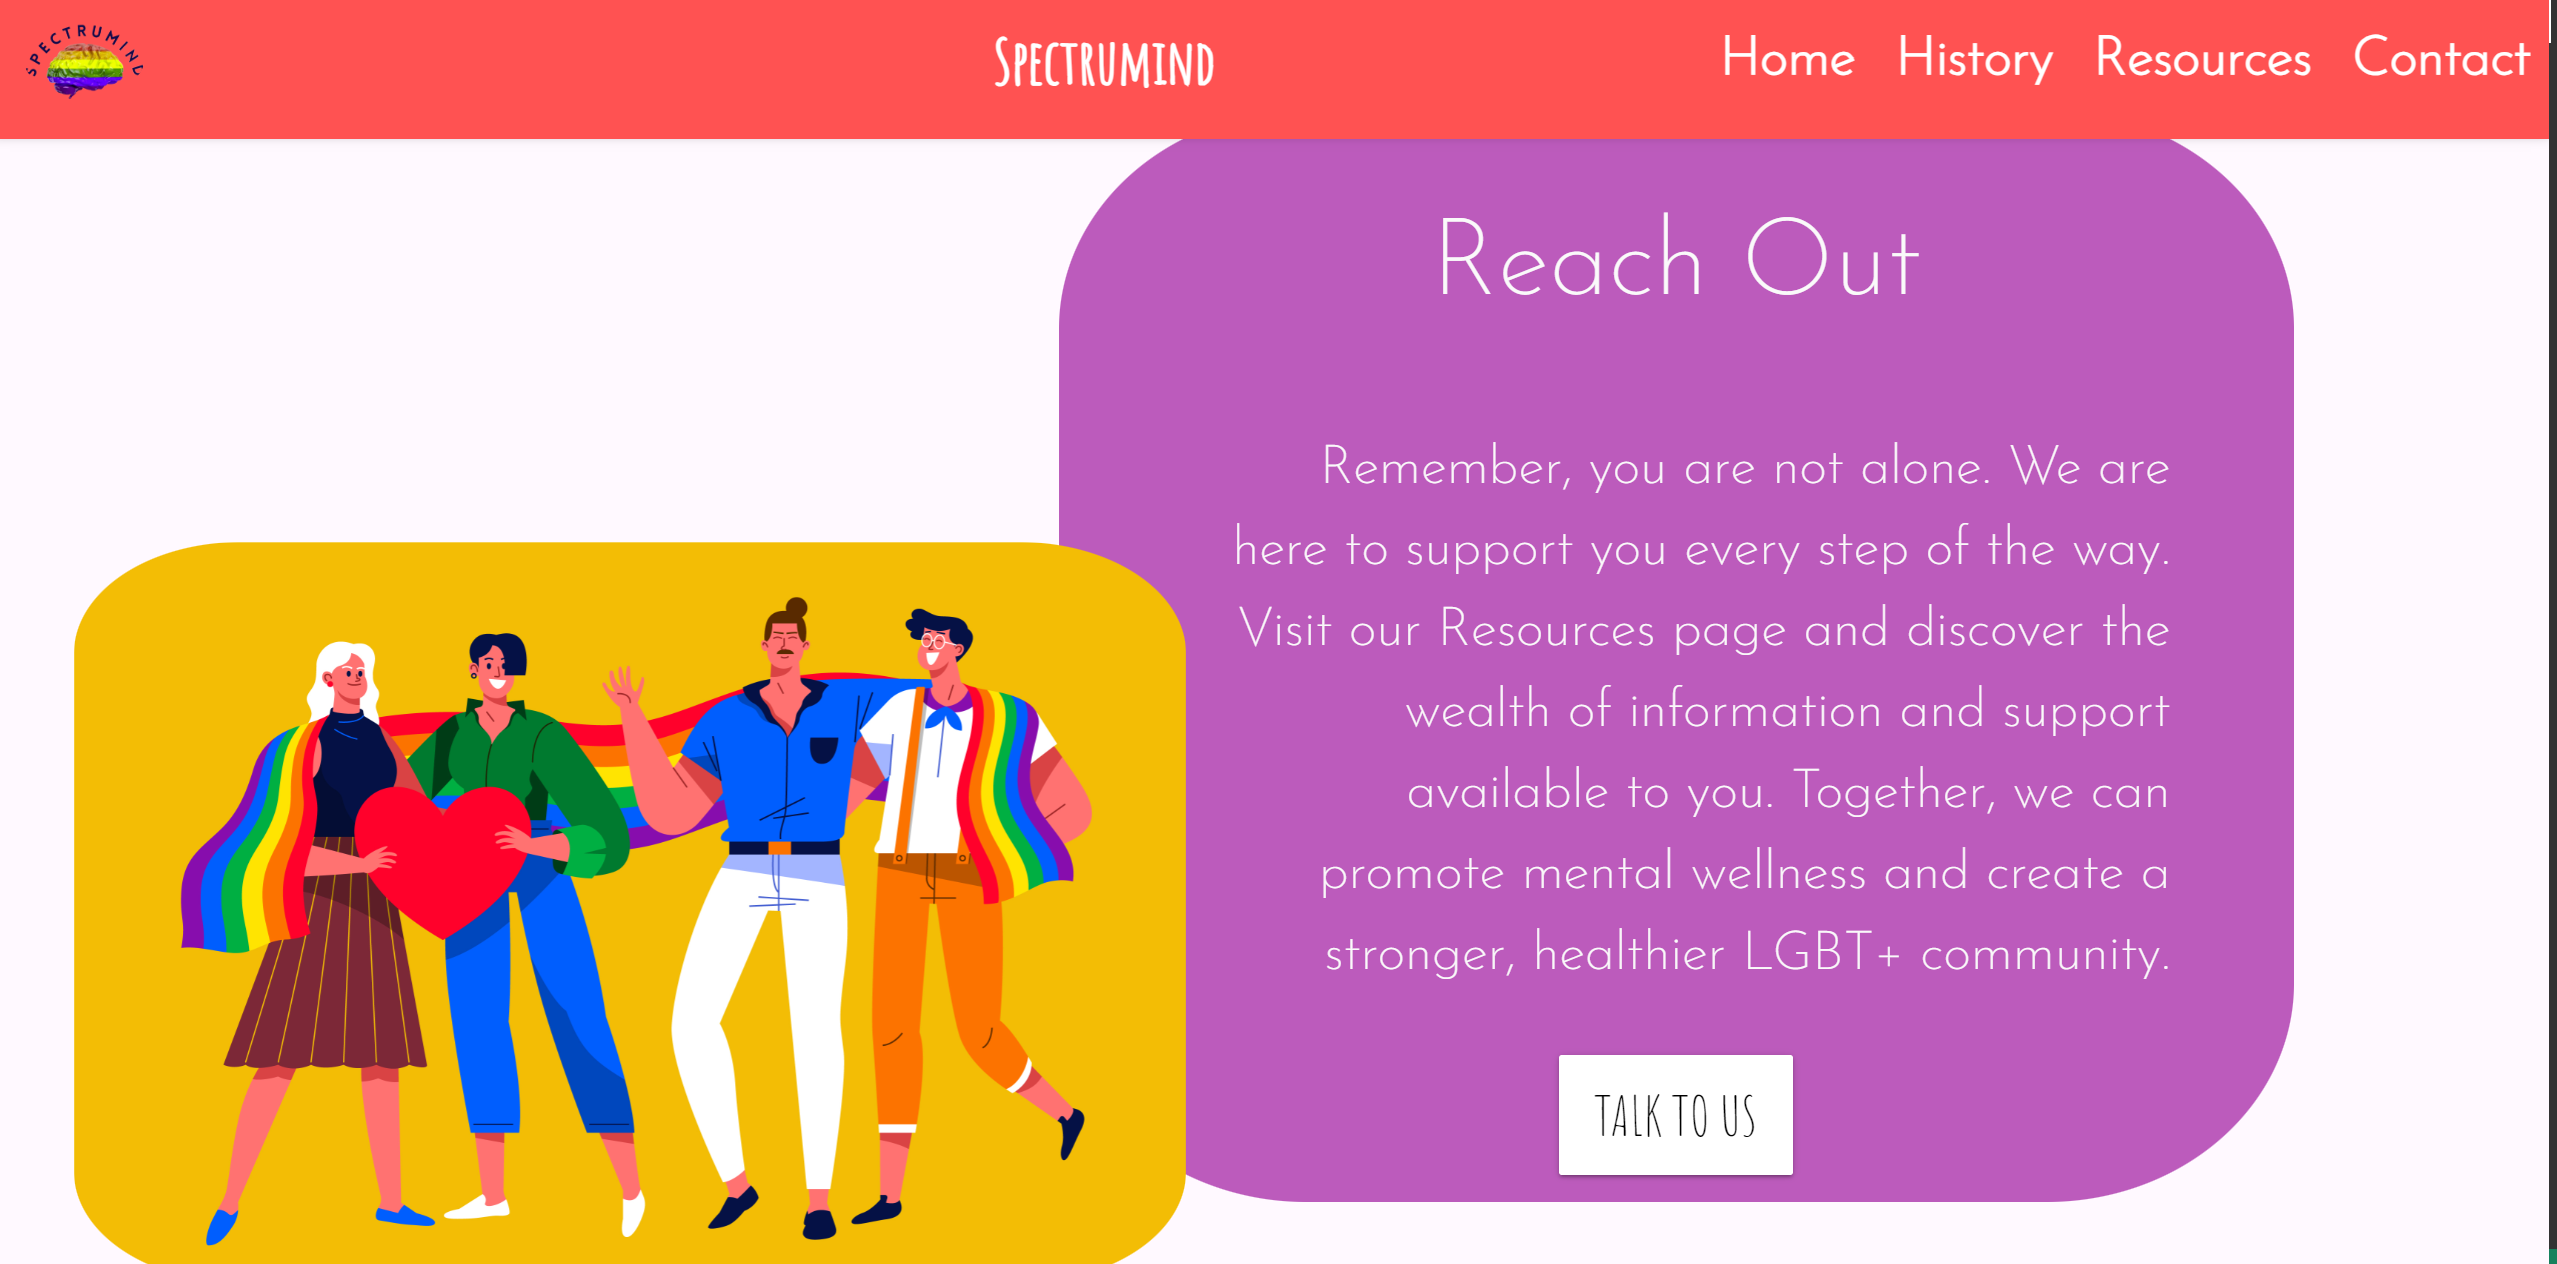 SPECTRUMIND
Spectrumind
Home History Resources Contact
Reach Out
Remember, you are not alone. We are
here to support you every step of the way.
Visit our Resources page and discover the
wealth of information and support
available to you. Together, we can
promote mental wellness and create a
stronger, healthier LGBT+ community.
TALK TO US